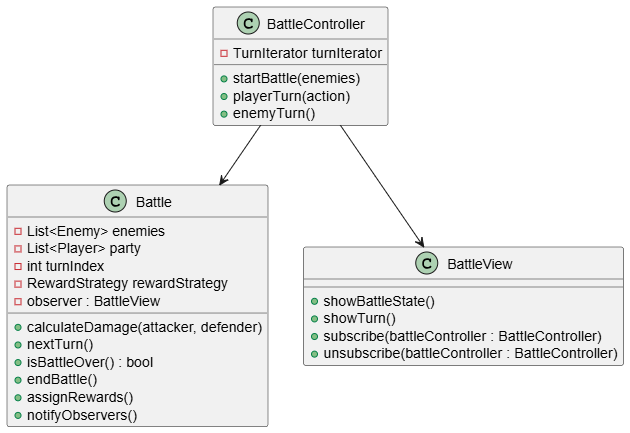 C BattleController
TurnIterator turnIterator
startBattle(enemies)
playerTurn(action)
enemyTurn()
C Battle
List<Enemy> enemies
List<Player> party
int turnIndex
RewardStrategy rewardStrategy
observer : BattleView
calculateDamage(attacker, defender)
nextTurn()
isBattleOver() : bool
endBattle()
assignRewards()
notifyObservers()
C BattleView
showBattleState()
showTurn()
subscribe(battleController : BattleController)
unsubscribe(battleController : BattleController)